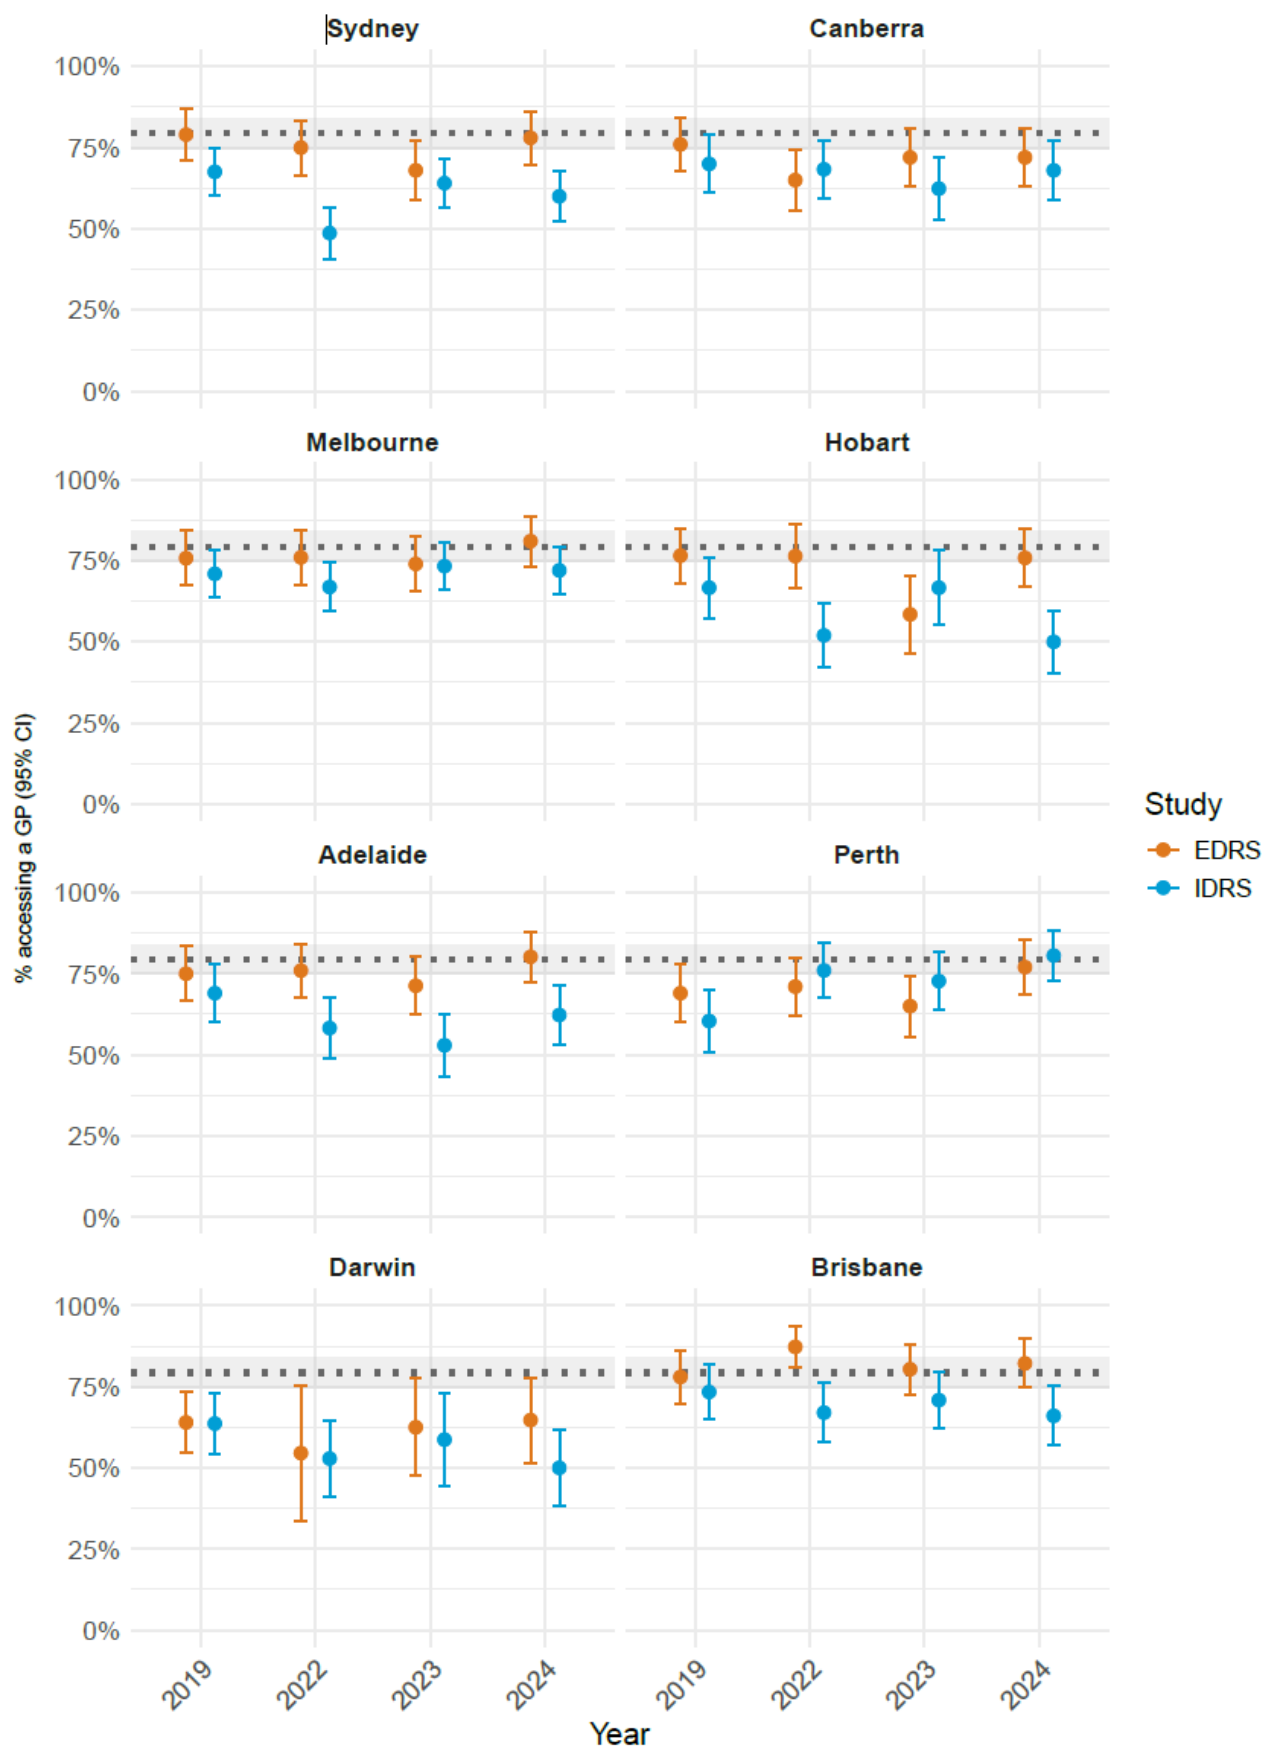 Sydney
Canberra
100%
75%
50%
25%
0%
Melbourne
Hobart
100%
75%
50%
25%
0%
% accessing a GP (95% CI)
Study
EDRS
IDRS
Adelaide
Perth
100%
75%
50%
25%
0%
Darwin
Brisbane
100%
75%
50%
25%
0%
2019
2022
2023
2024
2019
2022
2023
2024
Year